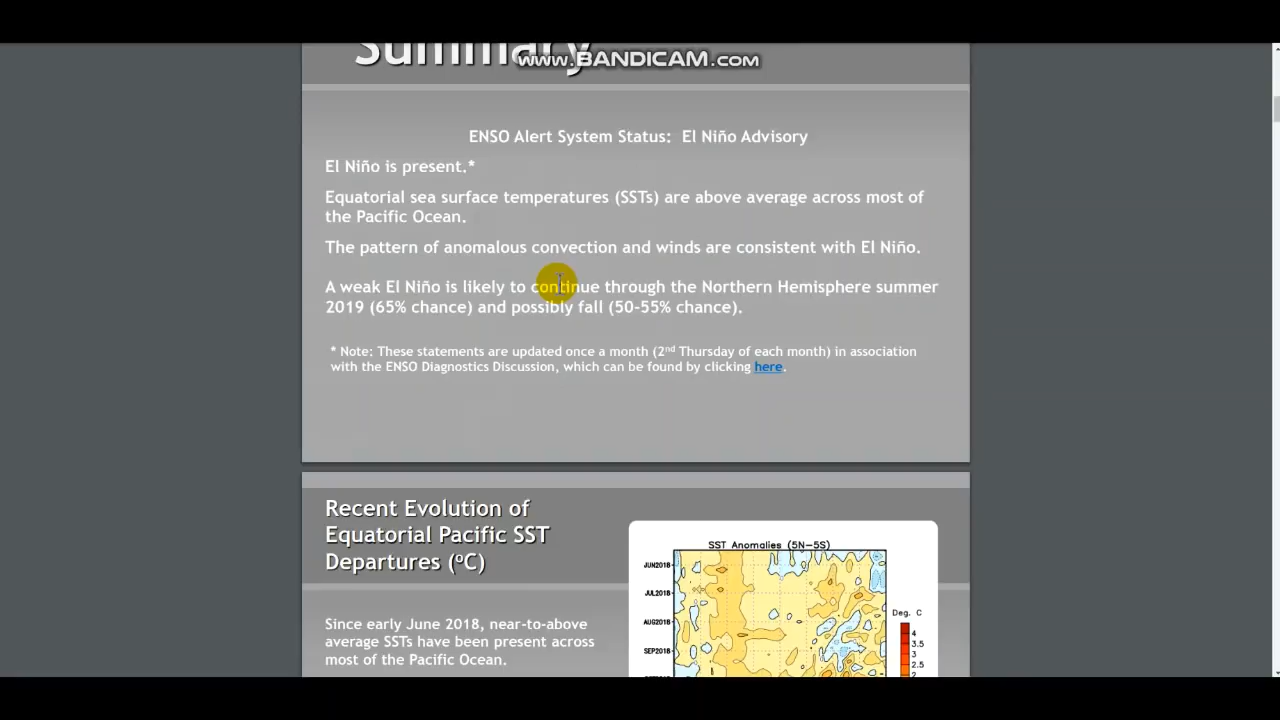 Summary
www.BANDICAM.com
ENSO Alert System Status: El Niño Advisory
El Niño is present.*
Equatorial sea surface temperatures (SSTs) are above average across most of
the Pacific Ocean.
The pattern of anomalous convection and winds are consistent with El Niño.
A weak El Niño is likely to continue through the Northern Hemisphere summer
2019 (65% chance) and possibly fall (50-55% chance).
* Note: These statements are updated once a month (2nd Thursday of each month) in association
with the ENSO Diagnostics Discussion, which can be found by clicking here.
Recent Evolution of
Equatorial Pacific SST
Departures (ºC)
Since early June 2018, near-to-above
average SSTs have been present across
most of the Pacific Ocean.
SST Anomalies (5N-5S)
JUN2018
JUL2018
AUG2018
SEP2018
Deg. C
4
3.5
3
2.5